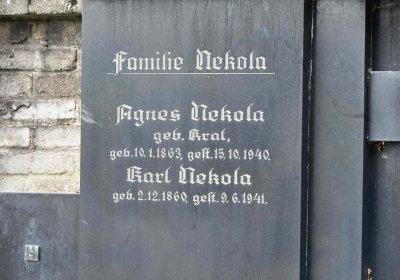 Familie Nekola
Agnes Nekola
geb. Kral,
geb. 10.1.1863, gest. 15.10.1940.
Karl Nekola
geb. 2.12.1860, gest. 9.6.1941.